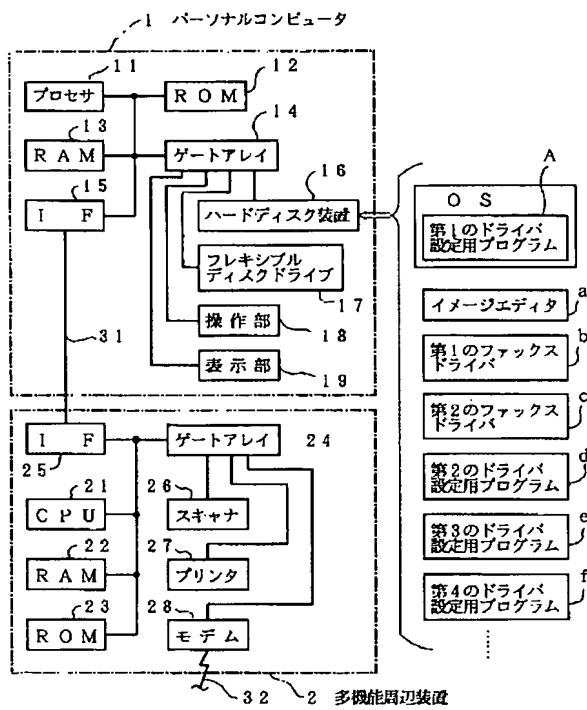 1 パーソナルコンピュータ
11
プロセサ
12
ROM
13
RAM
14
ゲートアレイ
15
I F
16
ハードディスク装置
フレキシブル
ディスクドライブ
17
操作部
18
表示部
19
31
A
OS
第1のドライバ
設定用プログラム
a
イメージエディタ
b
第1のファックス
ドライバ
c
第2のファックス
ドライバ
d
第2のドライバ
設定用プログラム
e
第3のドライバ
設定用プログラム
f
第4のドライバ
設定用プログラム
I F
25
ゲートアレイ
24
21
CPU
26
スキャナ
22
RAM
27
プリンタ
23
ROM
28
モデム
32
2 多機能周辺装置